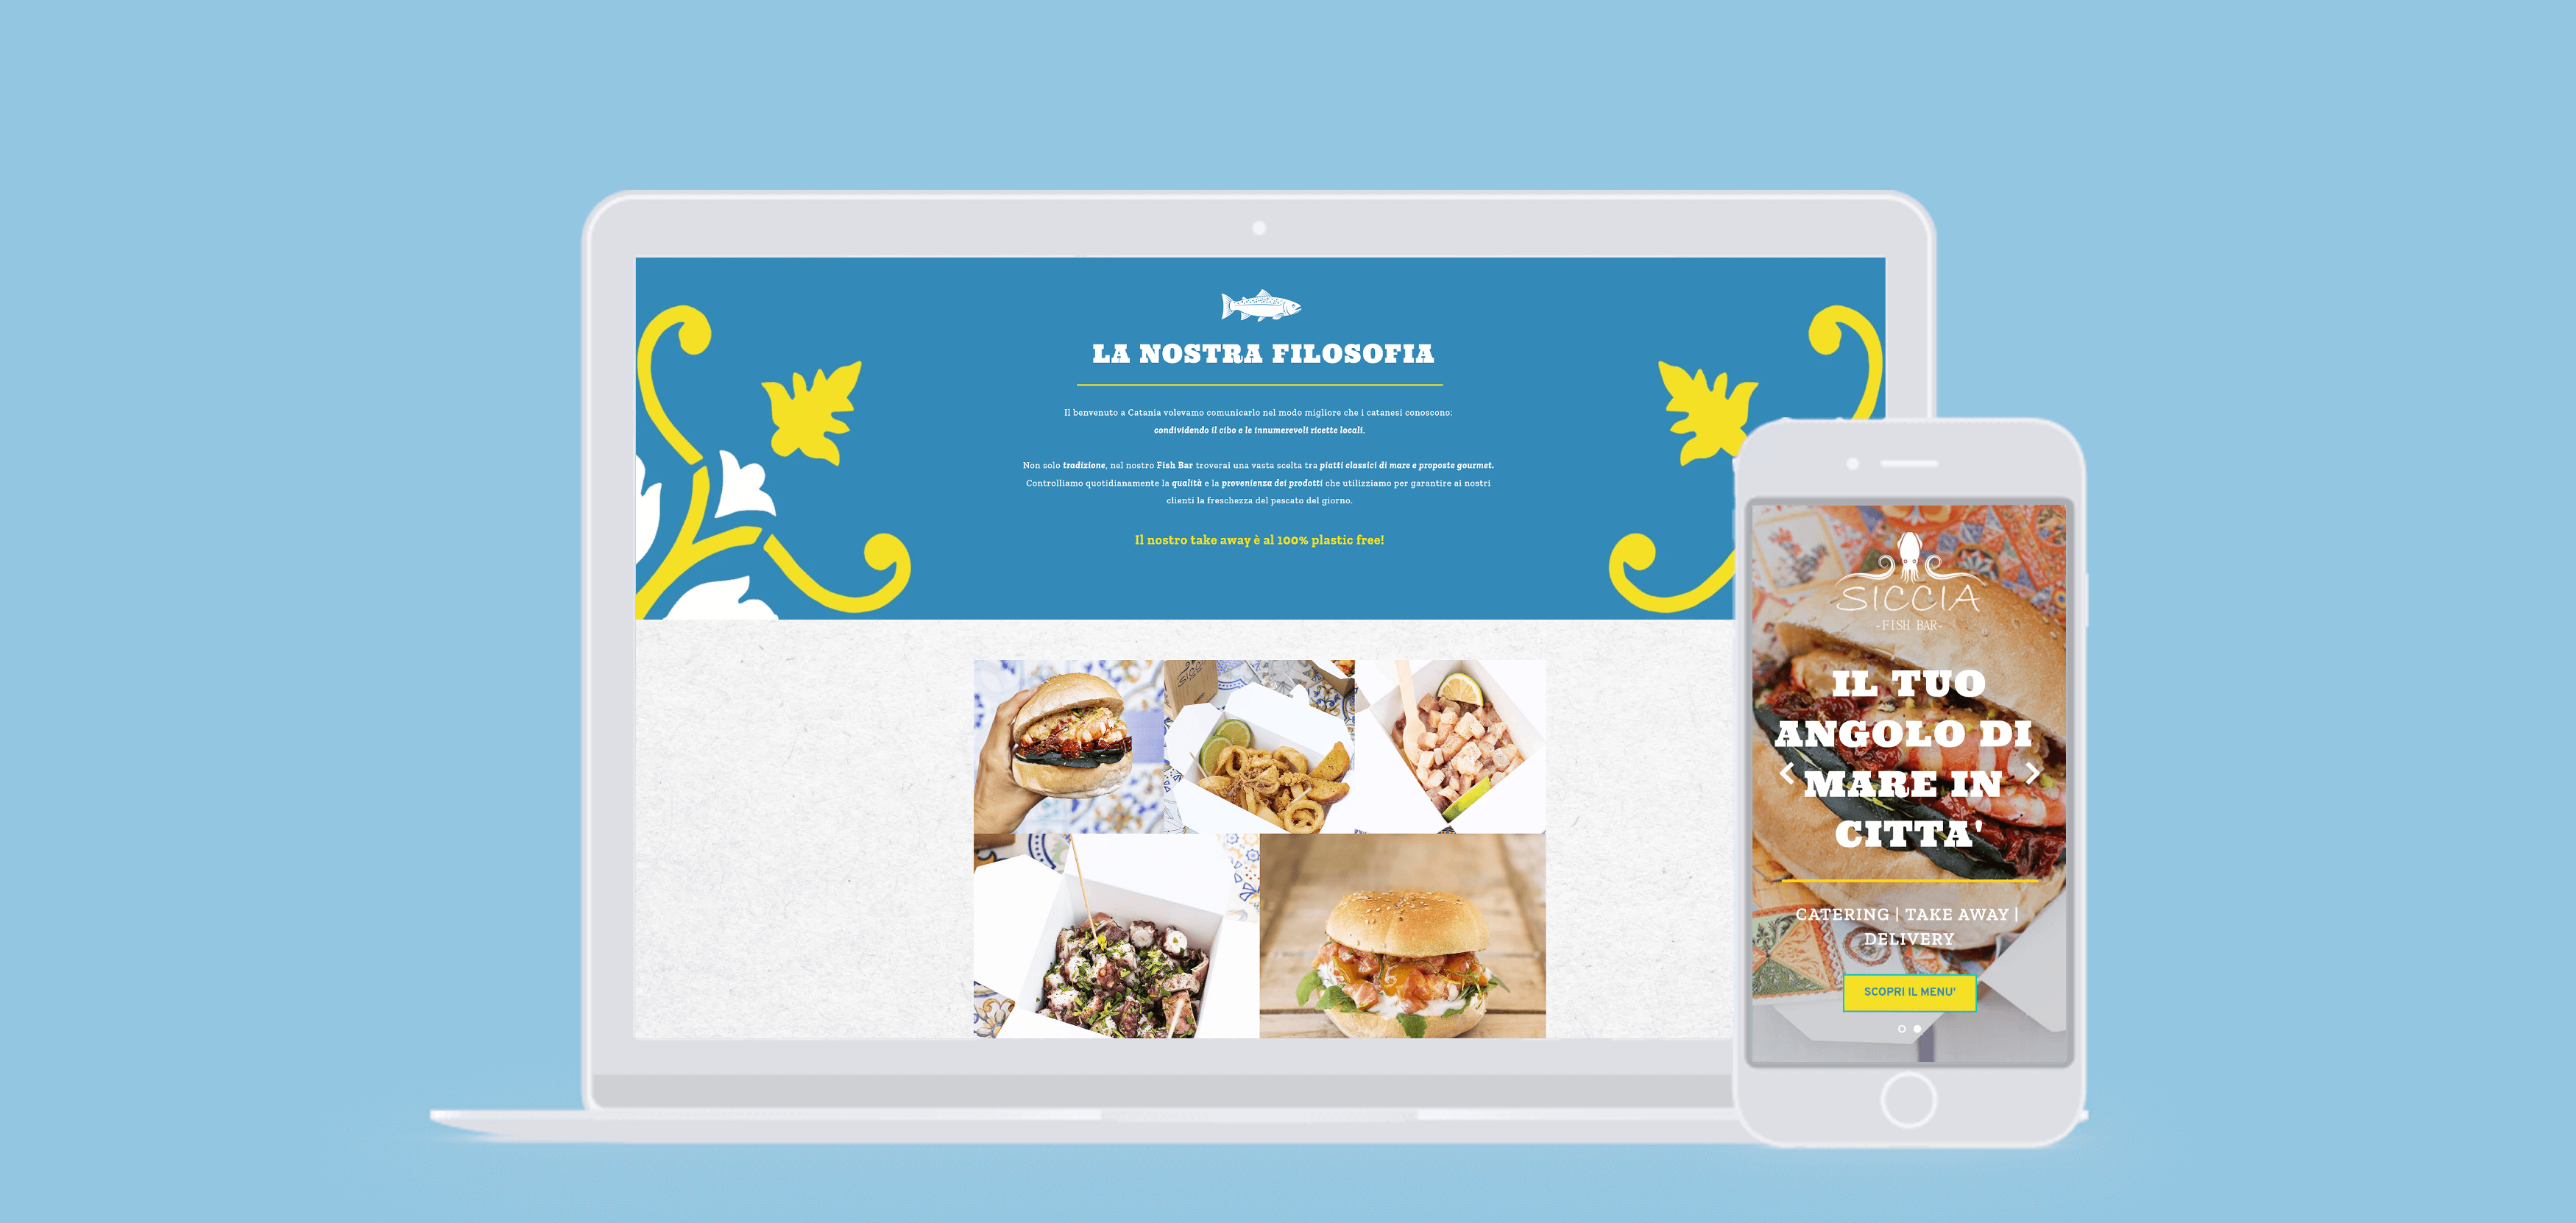 LA NOSTRA FILOSOFIA
Il benvenuto a Catania volevamo comunicarlo nel modo migliore che i catanesi conoscono:
condividendo il cibo e le innumerevoli ricette locali.
Non solo tradizione, nel nostro Fish Bar troverai una vasta scelta tra piatti classici di mare e proposte gourmet.
Controlliamo quotidianamente la qualità e la provenienza dei prodotti che utilizziamo per garantire ai nostri
clienti la freschezza del pescato del giorno.
Il nostro take away è al 100% plastic free!
SICCIA
-FISH BAR-
IL TUO
ANGOLO DI
MARE IN
CITTA'
CATERING | TAKE AWAY |
DELIVERY
SCOPRI IL MENU'